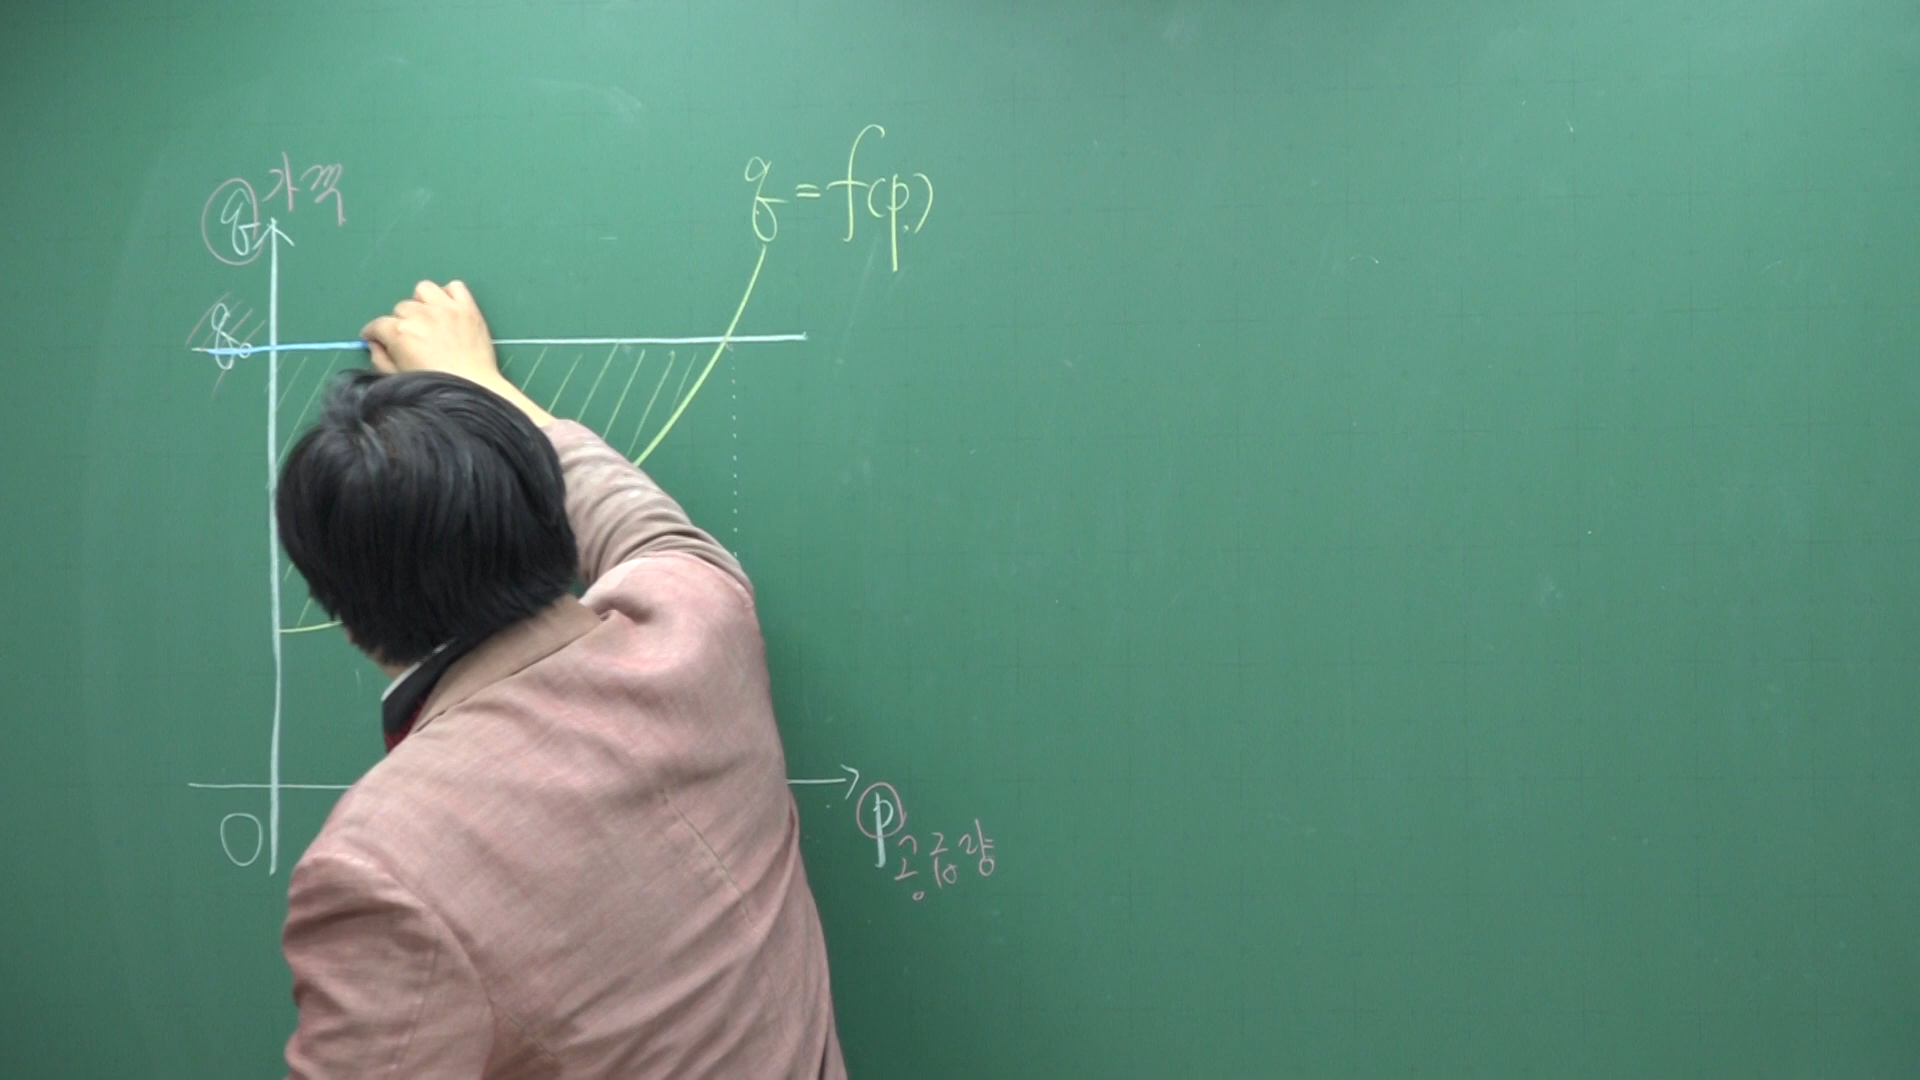 q 가격
q = f(p)
q₀
O
p
공급량